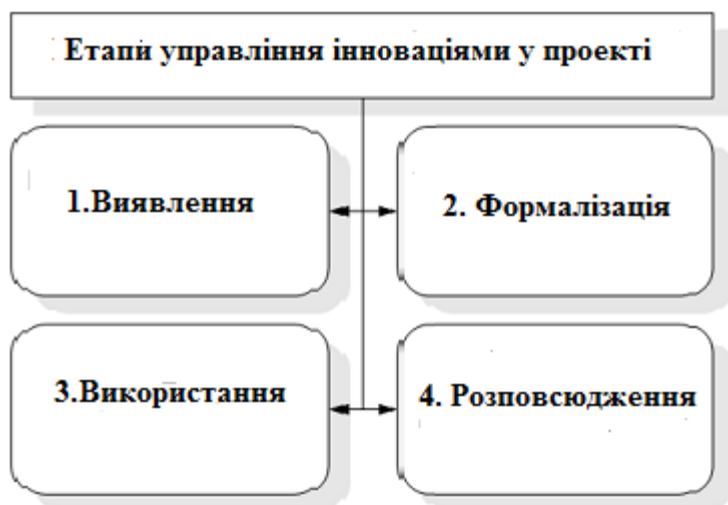 Етапи управління інноваціями у проекті
1.Виявлення
2. Формалізація
3.Використання
4. Розповсюдження